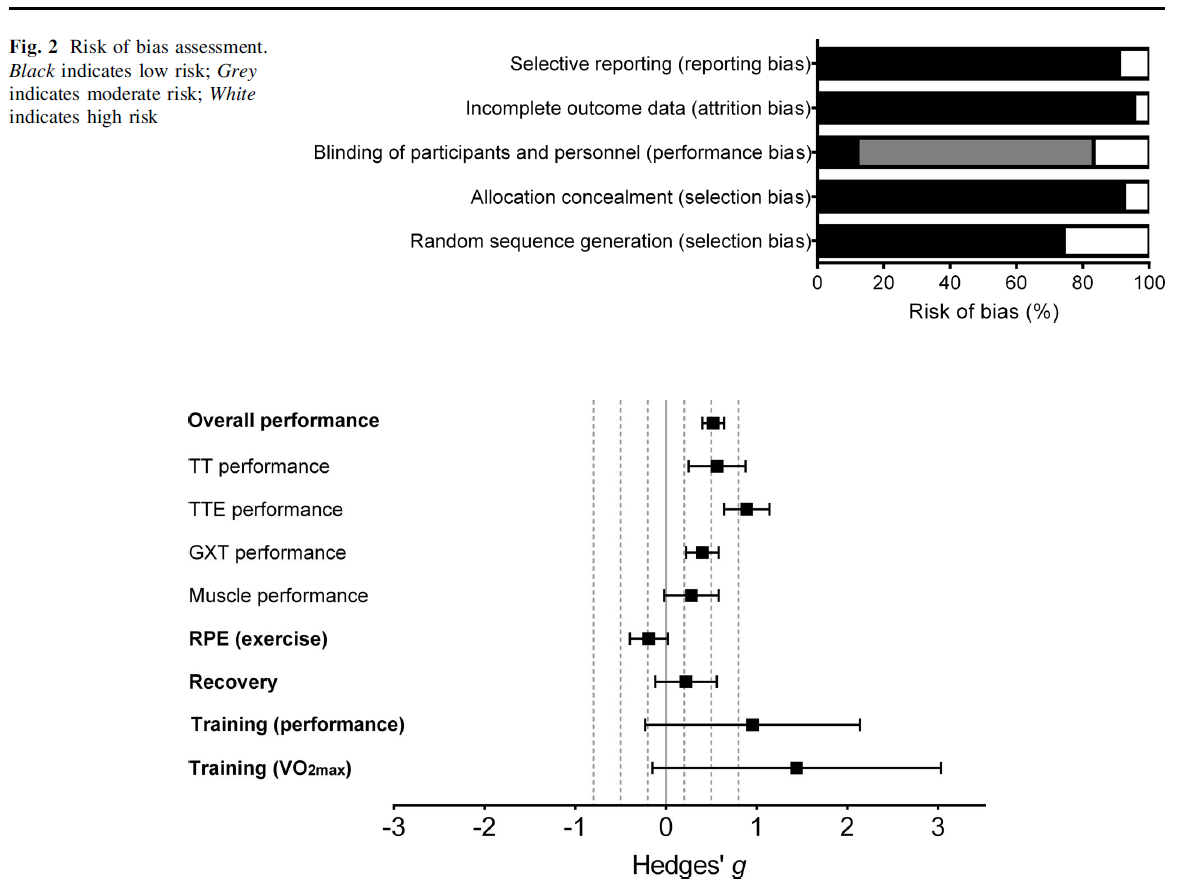 Fig. 2 Risk of bias assessment.
Black indicates low risk; Grey
indicates moderate risk; White
indicates high risk
Selective reporting (reporting bias)
Incomplete outcome data (attrition bias)
Blinding of participants and personnel (performance bias)
Allocation concealment (selection bias)
Random sequence generation (selection bias)
0 20 40 60 80 100
Risk of bias (%)
Overall performance
TT performance
TTE performance
GXT performance
Muscle performance
RPE (exercise)
Recovery
Training (performance)
Training (VO2max)
-3 -2 -1 0 1 2 3
Hedges' g